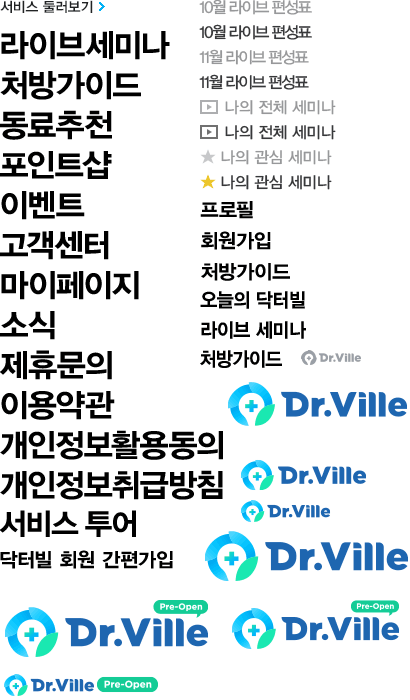 서비스 둘러보기
라이브세미나
처방가이드
동료추천
포인트샵
이벤트
고객센터
마이페이지
소식
제휴문의
이용약관
개인정보활용동의
개인정보취급방침
서비스 투어
닥터빌 회원 간편가입
10월 라이브 편성표
10월 라이브 편성표
11월 라이브 편성표
11월 라이브 편성표
나의 전체 세미나
나의 전체 세미나
나의 관심 세미나
나의 관심 세미나
프로필
회원가입
처방가이드
오늘의 닥터빌
라이브 세미나
처방가이드
Dr.Ville
Dr.Ville
Dr.Ville
Dr.Ville
Dr.Ville
Pre-Open
Dr.Ville
Pre-Open
Dr.Ville
Dr.Ville Pre-Open